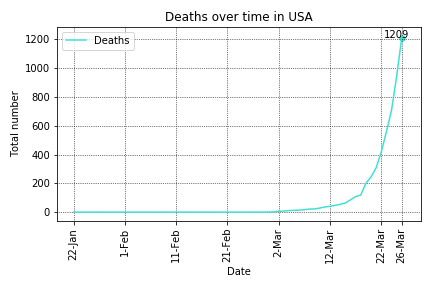 Deaths over time in USA
1209
Deaths
1200
1000
800
600
400
200
0
Total number
22-Jan
1-Feb
11-Feb
21-Feb
2-Mar
12-Mar
22-Mar
26-Mar
Date